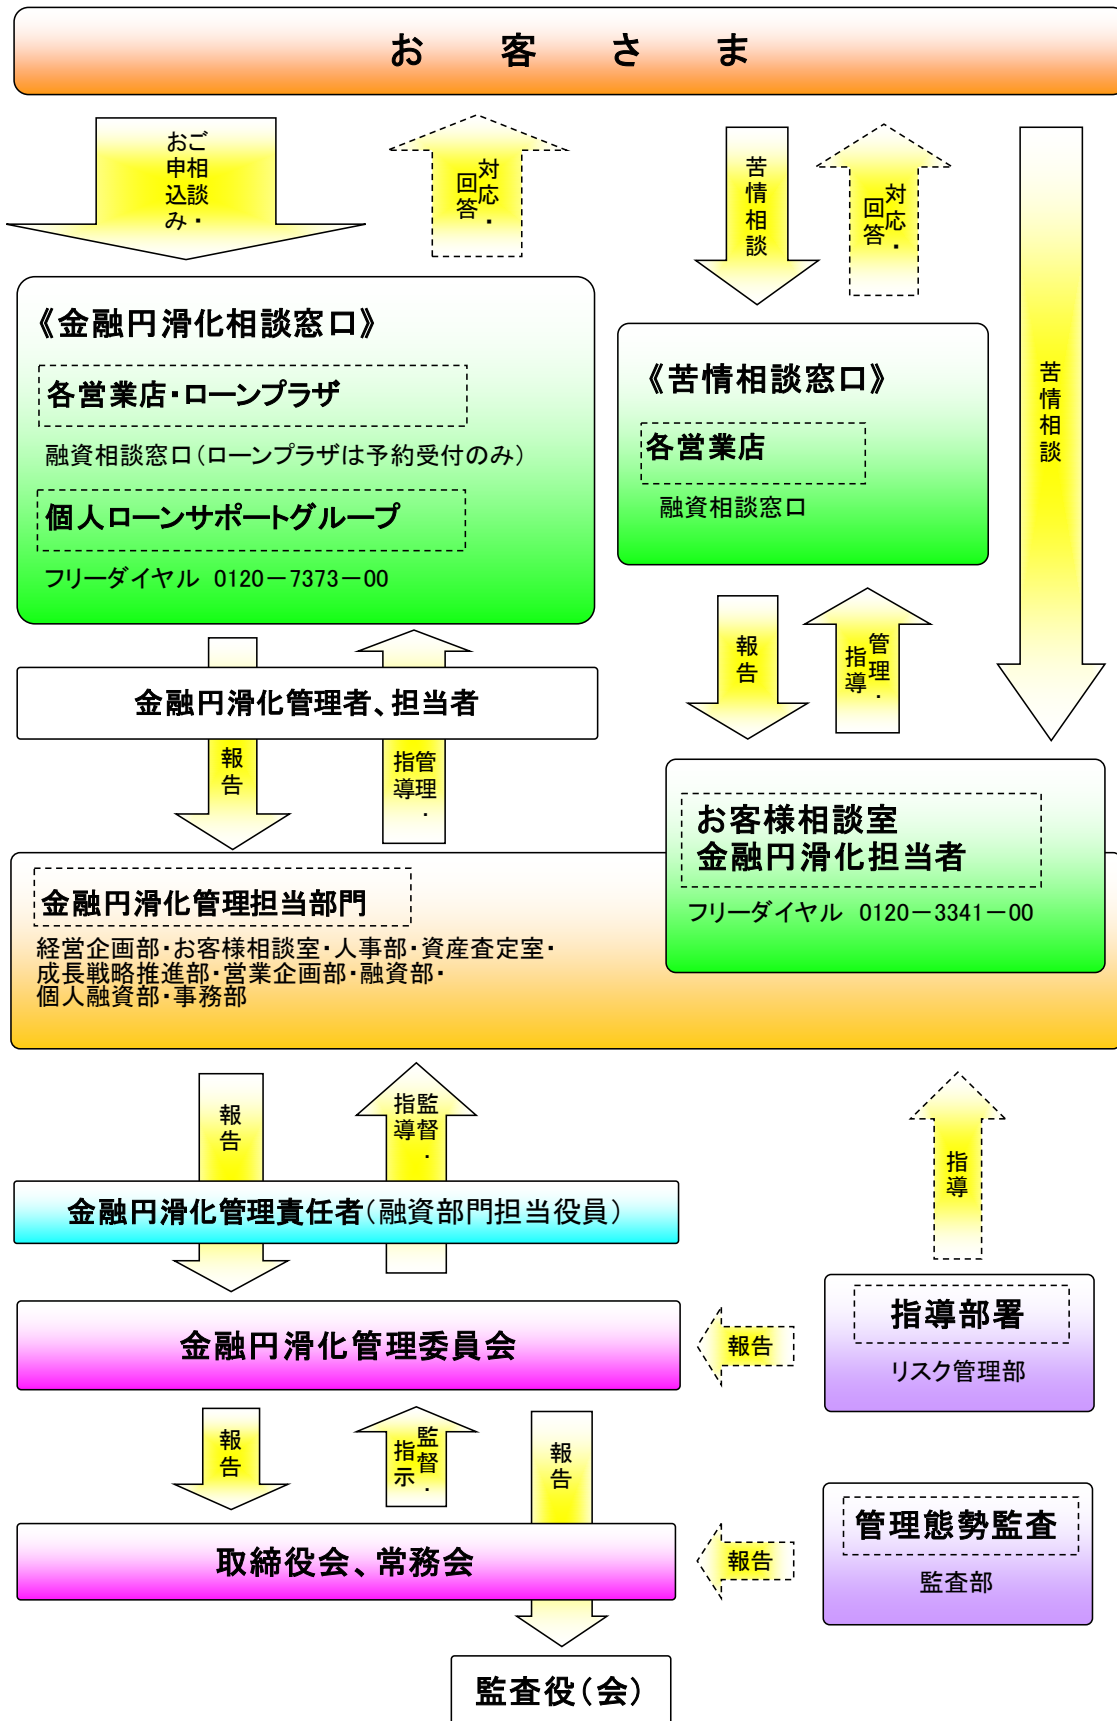 お客さま
ご相談・
お申込み
対応・
回答
苦情相談
対応・
回答
苦情相談
《金融円滑化相談窓口》
各営業店・ローンプラザ
融資相談窓口（ローンプラザは予約受付のみ）
個人ローンサポートグループ
フリーダイヤル 0120－7373－00
《苦情相談窓口》
各営業店
融資相談窓口
報告
管理・
指導
金融円滑化管理者、担当者
報告
管理・
指導
お客様相談室
金融円滑化担当者
フリーダイヤル 0120－3341－00
金融円滑化管理担当部門
経営企画部・お客様相談室・人事部・資産査定室・
成長戦略推進部・営業企画部・融資部・
個人融資部・事務部
報告
監督・
指導
指導
金融円滑化管理責任者（融資部門担当役員）
金融円滑化管理委員会
報告
指導部署
リスク管理部
報告
監督・
指示
報告
取締役会、常務会
報告
管理態勢監査
監査部
監査役（会）